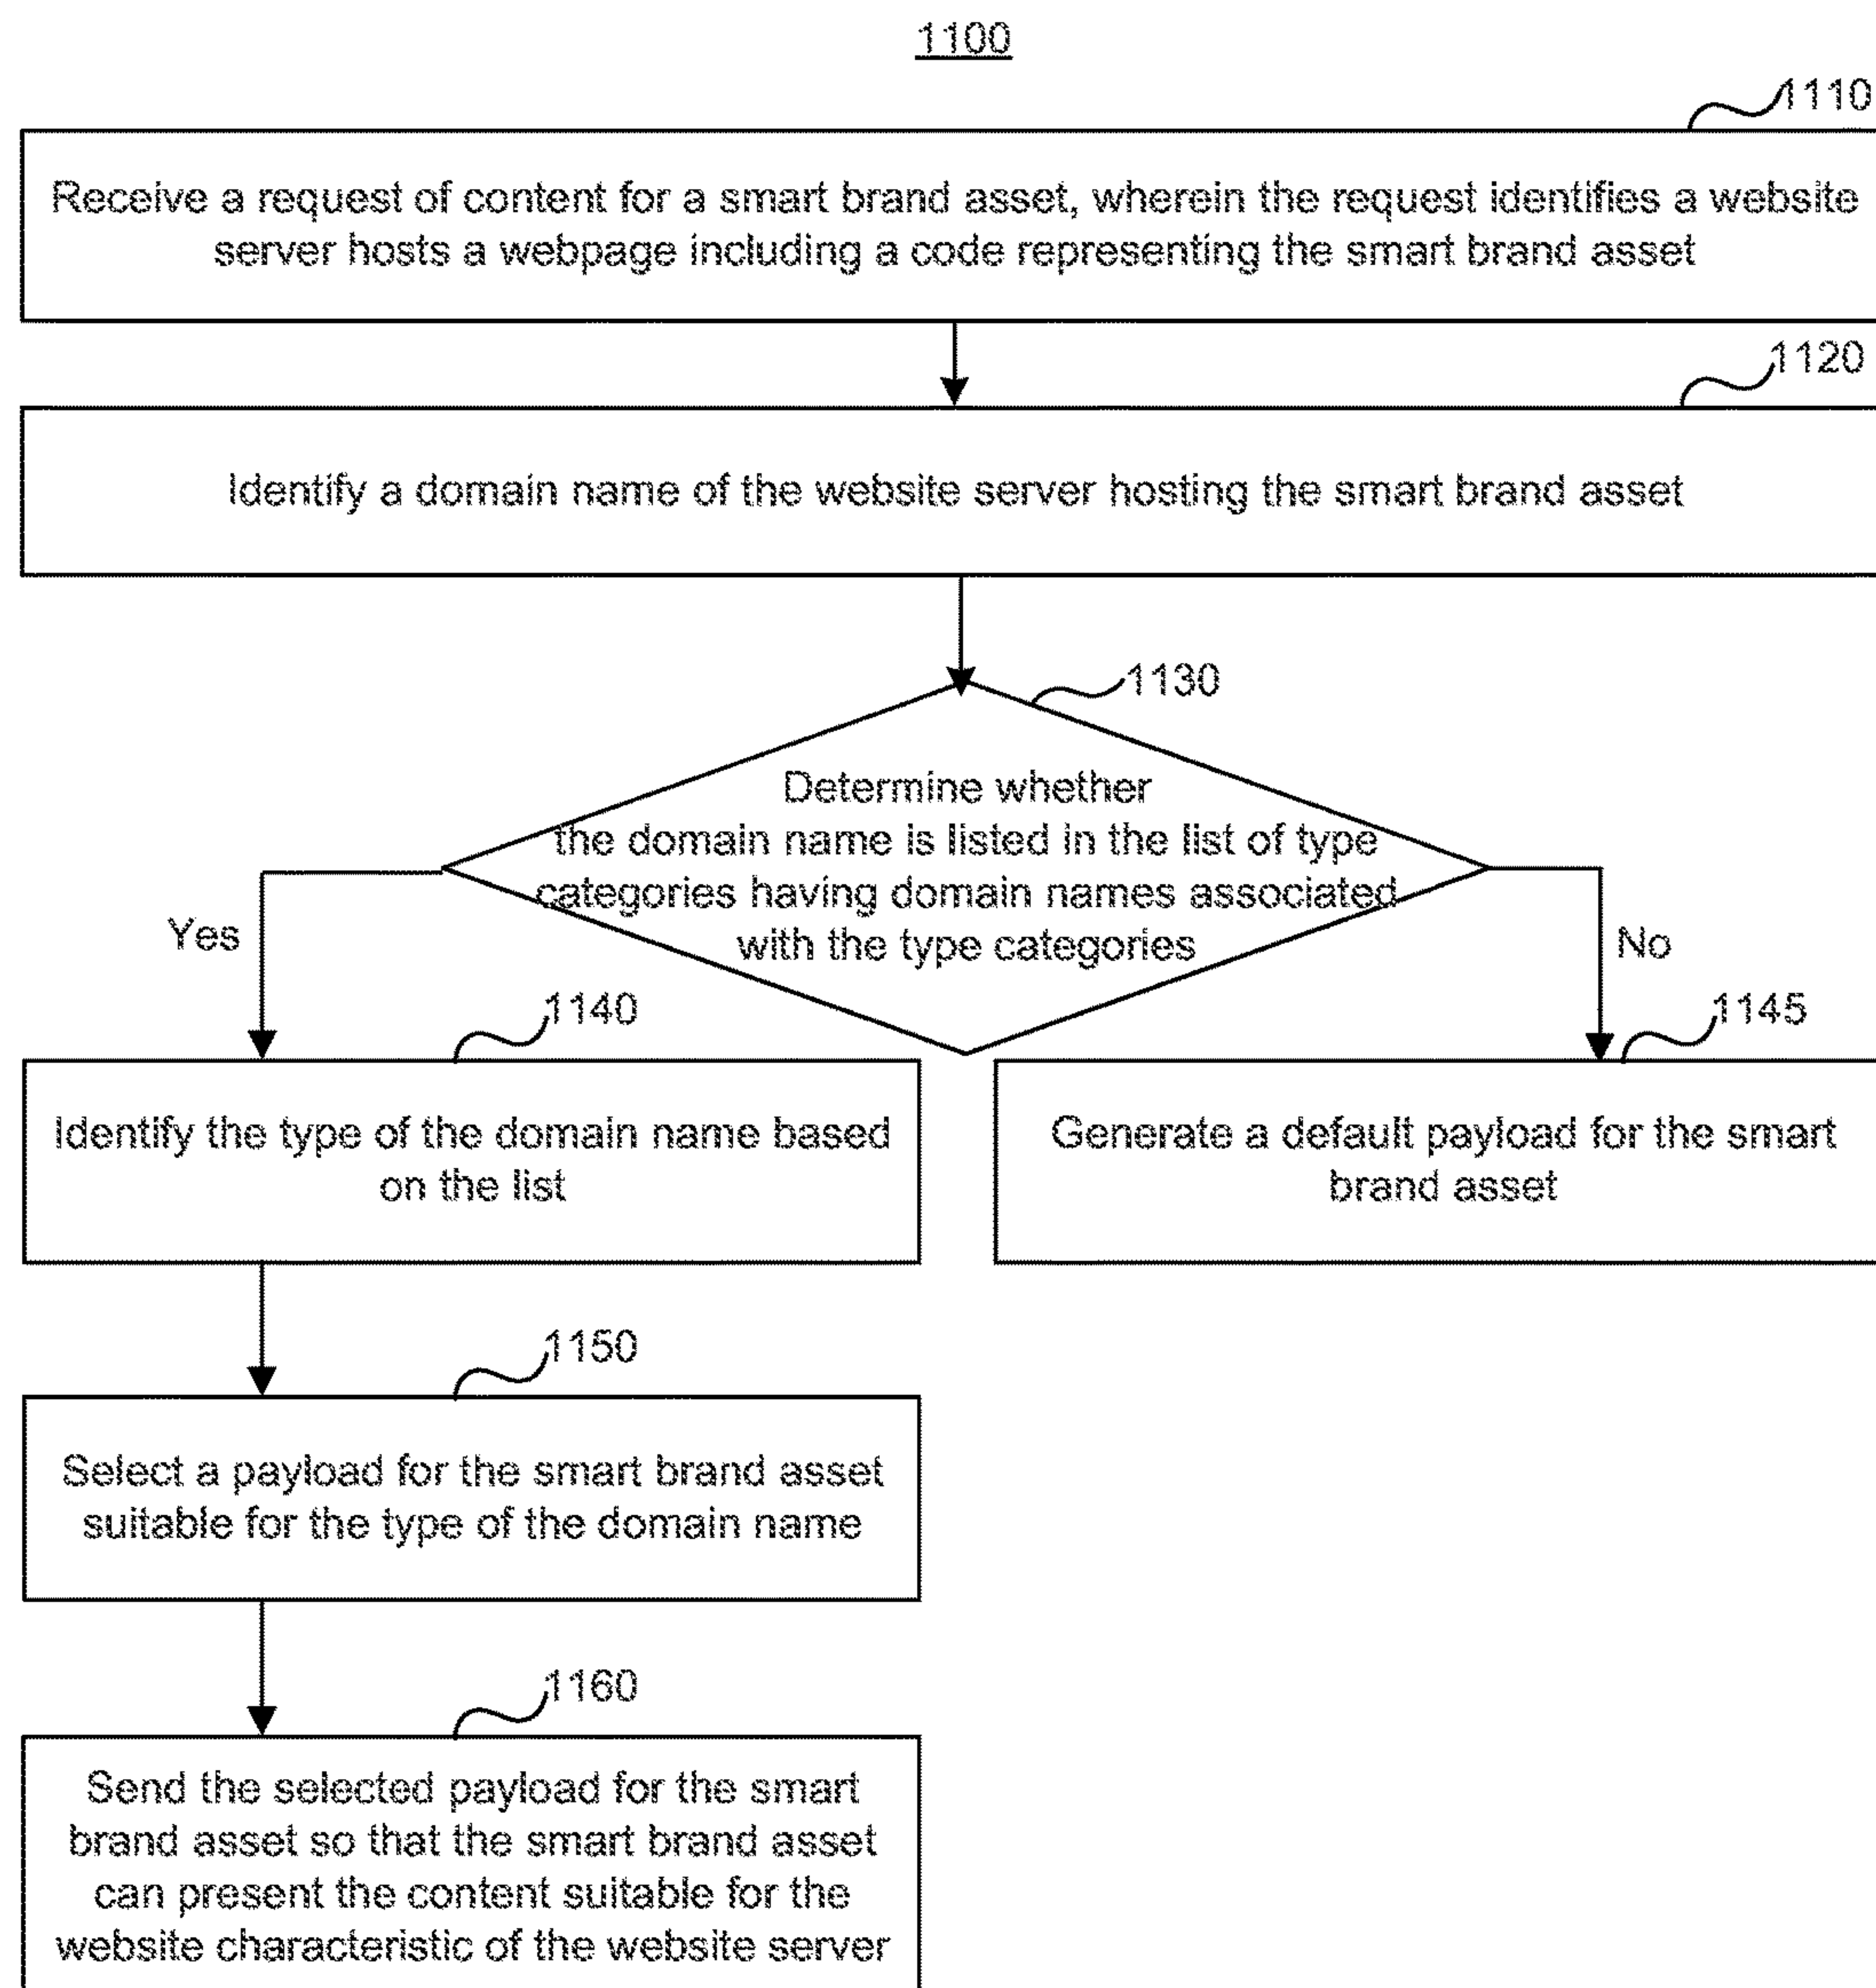 1100
1110
Receive a request of content for a smart brand asset, wherein the request identifies a website
server hosts a webpage including a code representing the smart brand asset
1120
Identify a domain name of the website server hosting the smart brand asset
1130
Determine whether
the domain name is listed in the list of type
categories having domain names associated
with the type categories
Yes
No
1140
Identify the type of the domain name based
on the list
1145
Generate a default payload for the smart
brand asset
1150
Select a payload for the smart brand asset
suitable for the type of the domain name
1160
Send the selected payload for the smart
brand asset so that the smart brand asset
can present the content suitable for the
website characteristic of the website server